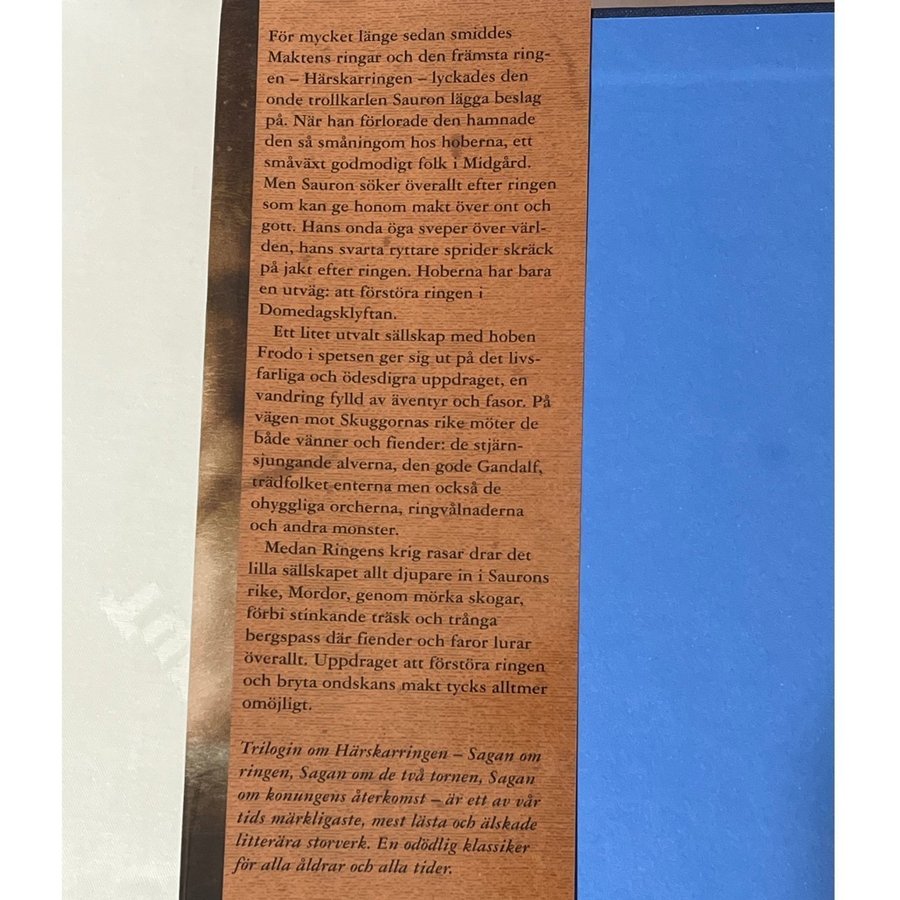 För mycket länge sedan smiddes
Maktens ringar och den främsta ring-
en – Härskarringen – lyckades den
onde trollkarlen Sauron lägga beslag
på. När han förlorade den hamnade
den så småningom hos hoberna, ett
småväxt godmodigt folk i Midgård.
Men Sauron söker överallt efter ringen
som kan ge honom makt över ont och
gott. Hans onda öga sveper över värl-
den, hans svarta ryttare sprider skräck
på jakt efter ringen. Hoberna har bara
en utväg: att förstöra ringen i
Domedagsklyftan.
Ett litet utvalt sällskap med hoben
Frodo i spetsen ger sig ut på det livs-
farliga och ödesdigra uppdraget, en
vandring fylld av äventyr och fasor. På
vägen mot Skuggornas rike möter de
både vänner och fiender: de stjärn-
sjungande alverna, den gode Gandalf,
trädfolket enterna men också de
ohyggliga orcherna, ringvålnaderna
och andra monster.
Medan Ringens krig rasar drar det
lilla sällskapet allt djupare in i Saurons
rike, Mordor, genom mörka skogar,
förbi stinkande träsk och trånga
bergspass där fiender och faror lurar
överallt. Uppdraget att förstöra ringen
och bryta ondskans makt tycks alltmer
omöjligt.
Trilogin om Härskarringen – Sagan om
ringen, Sagan om de två tornen, Sagan
om konungens återkomst – är ett av vår
tids märkligaste, mest lästa och älskade
litterära storverk. En odödlig klassiker
för alla åldrar och alla tider.